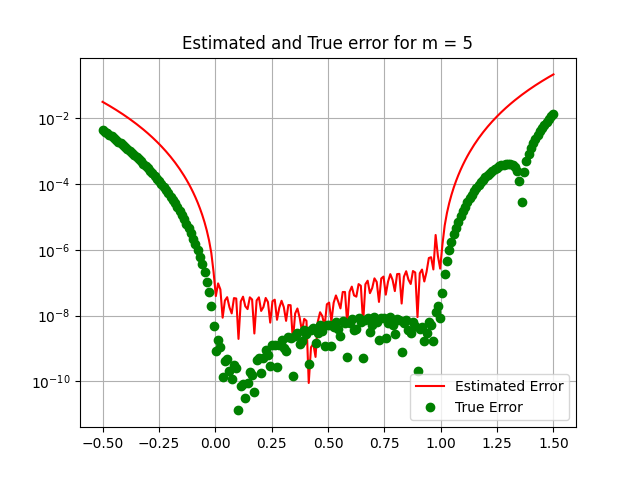 Estimated and True error for m = 5
10⁻²
10⁻⁴
10⁻⁶
10⁻⁸
10⁻¹⁰
Estimated Error
True Error
−0.50 −0.25 0.00 0.25 0.50 0.75 1.00 1.25 1.50